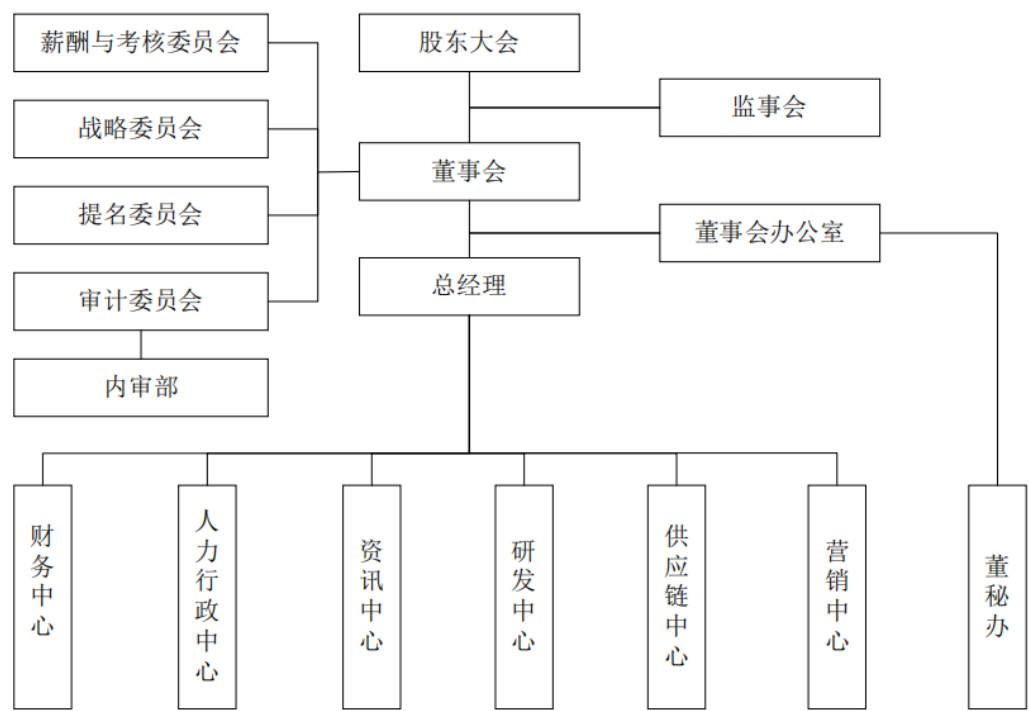 薪酬与考核委员会
股东大会
监事会
战略委员会
董事会
提名委员会
董事会办公室
审计委员会
总经理
内审部
财务中心
人力行政中心
资讯中心
研发中心
供应链中心
营销中心
董秘办